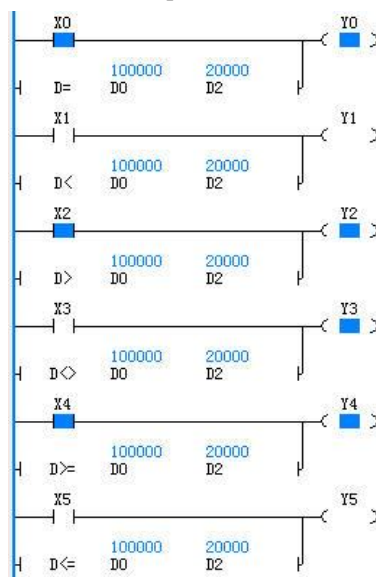 X0 Y0
100000 20000
D= D0 D2
X1 Y1
100000 20000
D< D0 D2
X2 Y2
100000 20000
D> D0 D2
X3 Y3
100000 20000
D<> D0 D2
X4 Y4
100000 20000
D>= D0 D2
X5 Y5
100000 20000
D<= D0 D2